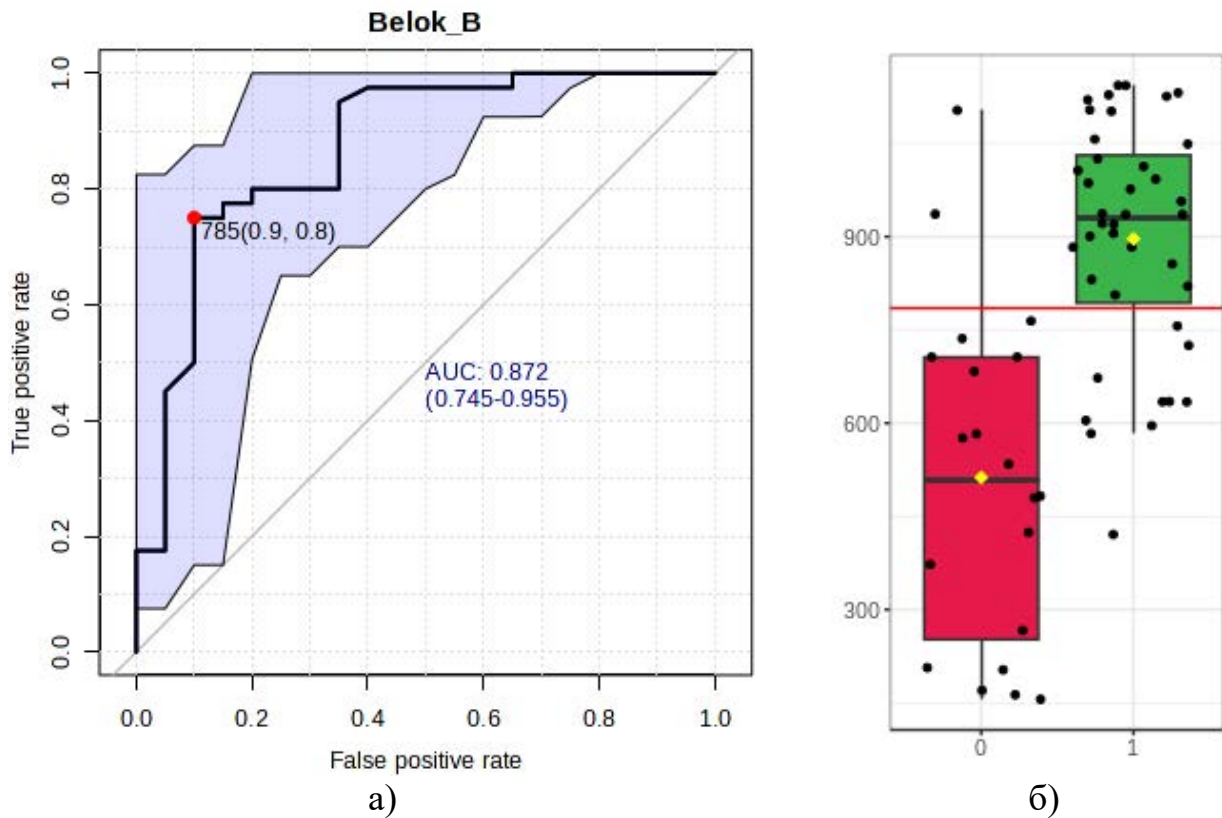 Belok_B
True positive rate
1.0
0.8
0.6
0.4
0.2
0.0
785(0.9, 0.8)
AUC: 0.872
(0.745-0.955)
0.0 0.2 0.4 0.6 0.8 1.0
False positive rate
а)
900
600
300
0 1
б)